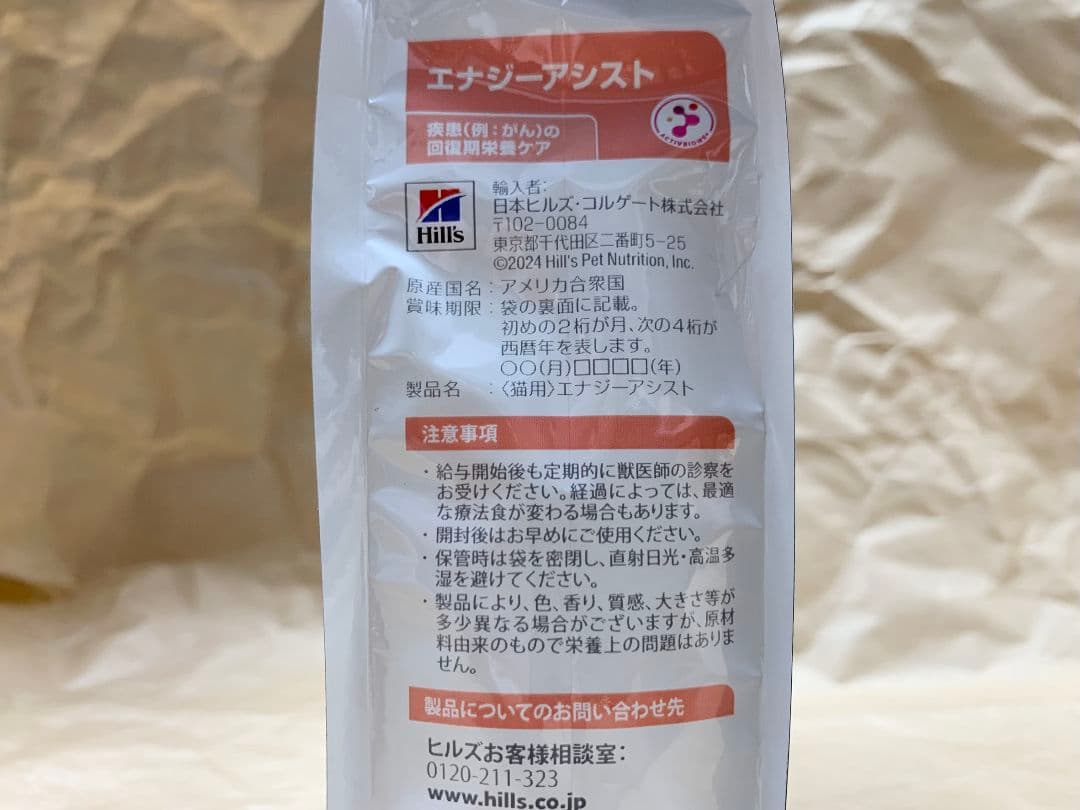 エナジーアシスト
疾患(例：がん)の
回復期栄養ケア
ACTIVBIOME+
Hill's
輸入者：
日本ヒルズ・コルゲート株式会社
〒102-0084
東京都千代田区二番町5-25
©2024 Hill's Pet Nutrition, Inc.
原産国名：アメリカ合衆国
賞味期限：袋の裏面に記載。
初めの2桁が月、次の4桁が
西暦年を表します。
○○(月)□□□□(年)
製品名　：〈猫用〉エナジーアシスト
注意事項
・給与開始後も定期的に獣医師の診察を
お受けください。経過によっては、最適
な療法食が変わる場合もあります。
・開封後はお早めにご使用ください。
・保管時は袋を密閉し、直射日光・高温多
湿を避けてください。
・製品により、色、香り、質感、大きさ等が
多少異なる場合がございますが、原材
料由来のもので栄養上の問題はありま
せん。
製品についてのお問い合わせ先
ヒルズお客様相談室：
0120-211-323
www.hills.co.jp